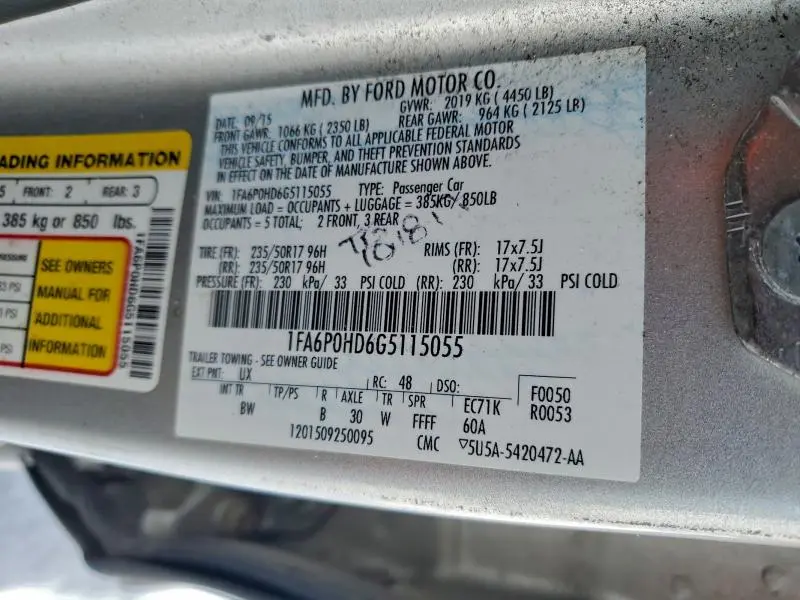 MFD. BY FORD MOTOR CO.
DATE: 09/15 GVWR: 2019 KG (4450 LB)
FRONT GAWR: 1066 KG (2350 LB) REAR GAWR: 964 KG (2125 LB)
THIS VEHICLE CONFORMS TO ALL APPLICABLE FEDERAL MOTOR
VEHICLE SAFETY, BUMPER, AND THEFT PREVENTION STANDARDS
IN EFFECT ON THE DATE OF MANUFACTURE SHOWN ABOVE.
VIN: 1FA6P0HD6G5115055 TYPE: Passenger Car
MAXIMUM LOAD = OCCUPANTS + LUGGAGE = 385KG/850LB
OCCUPANTS = 5 TOTAL; 2 FRONT, 3 REAR
TIRE (FR): 235/50R17 96H RIMS (FR): 17x7.5J
(RR): 235/50R17 96H (RR): 17x7.5J
PRESSURE (FR): 230 kPa/ 33 PSI COLD (RR): 230 kPa/ 33 PSI COLD
1FA6P0HD6G5115055
TRAILER TOWING - SEE OWNER GUIDE
EXT PNT: UX RC: 48 DSO: F0050
INT TR TP/PS R AXLE TR SPR EC71K R0053
BW B 30 W FFFF 60A
1201509250095 CMC ▽5U5A-5420472-AA
ADING INFORMATION
5 FRONT: 2 REAR: 3
385 kg or 850 lbs.
PRESSURE
PSI
PSI
PSI
SEE OWNERS
MANUAL FOR
ADDITIONAL
INFORMATION
1FA6P0HD6G5115055